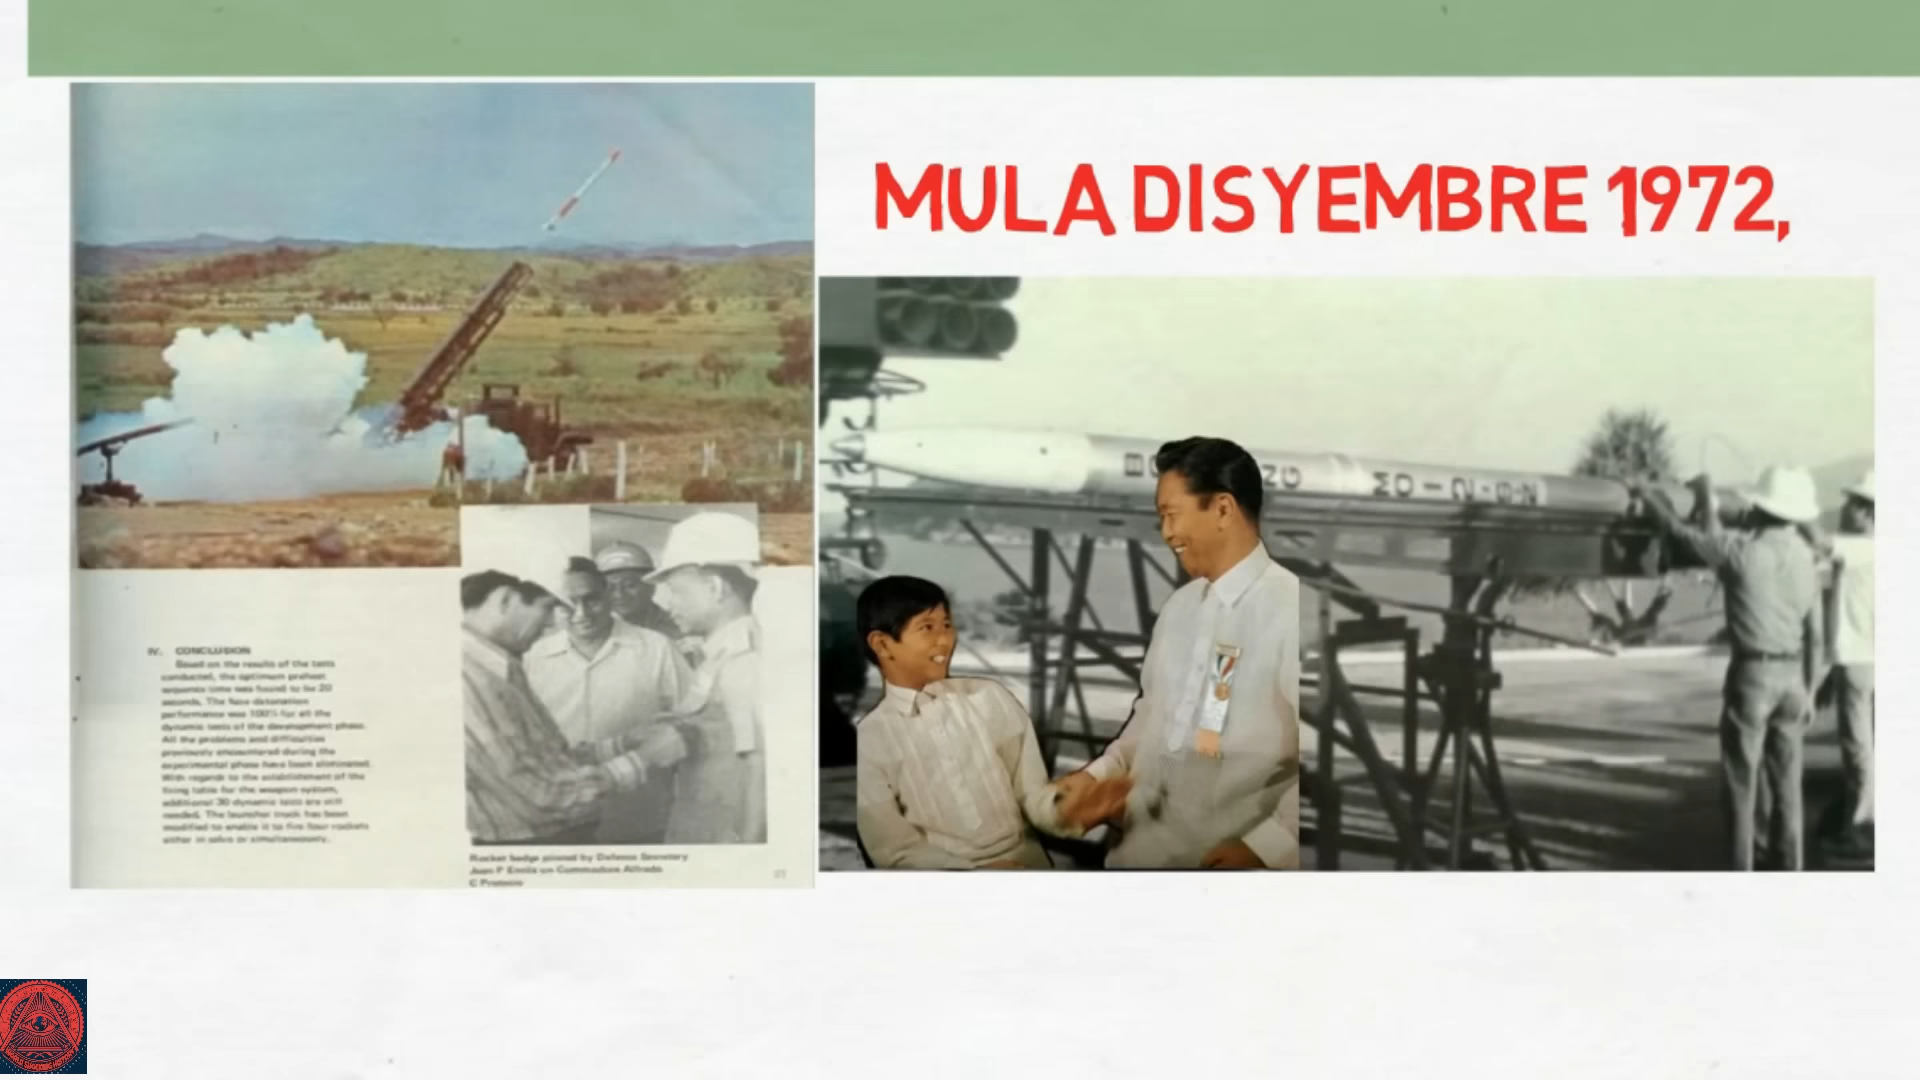 MULA DISYEMBRE 1972,
IV. CONCLUSION
Based on the results of the tests
conducted, the optimum preheat
sequence time was found to be 20
seconds. The fuze detonation
performance was 100% for all the
dynamic tests of the development phase.
All the problems and difficulties
previously encountered during the
experimental phase have been eliminated.
With regards to the establishment of the
firing table for the weapon system,
additional 30 dynamic tests are still
needed. The launcher truck has been
modified to enable it to fire four rockets
either in salvo or simultaneously.
Rocket badge pinned by Defense Secretary
Juan P Enrile on Commodore Alfredo
C Protacio